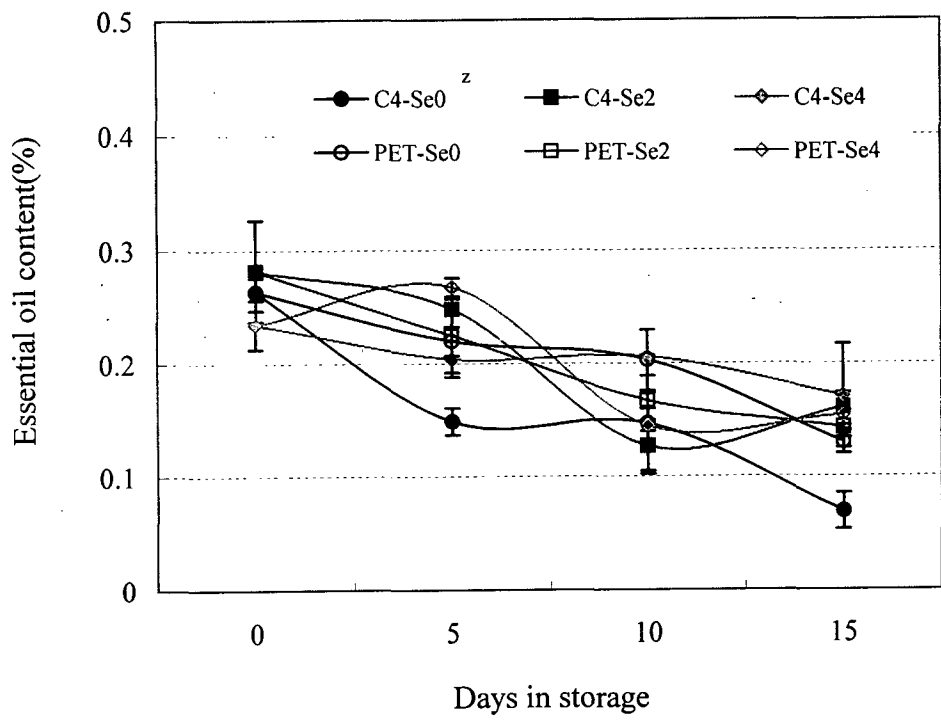 0.5
z
C4-Se0 C4-Se2 C4-Se4
PET-Se0 PET-Se2 PET-Se4
0.4
0.3
0.2
0.1
0
Essential oil content(%)
0 5 10 15
Days in storage